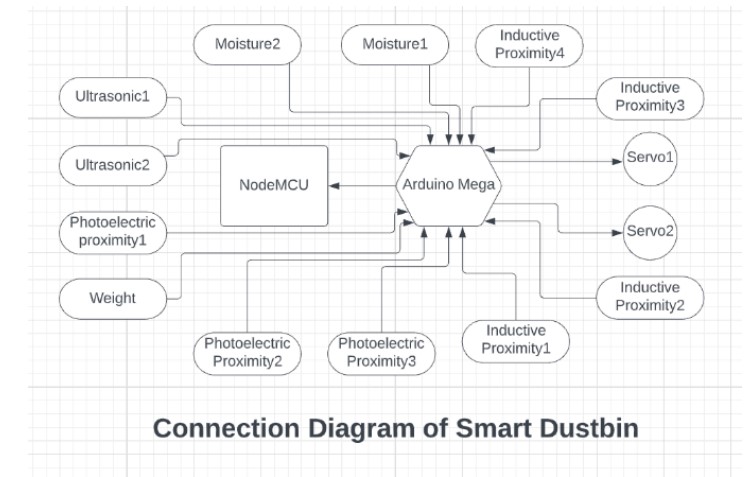 Moisture2
Moisture1
Inductive
Proximity4
Ultrasonic1
Inductive
Proximity3
Ultrasonic2
NodeMCU
Arduino Mega
Servo1
Photoelectric
proximity1
Servo2
Weight
Inductive
Proximity2
Photoelectric
Proximity2
Photoelectric
Proximity3
Inductive
Proximity1
Connection Diagram of Smart Dustbin